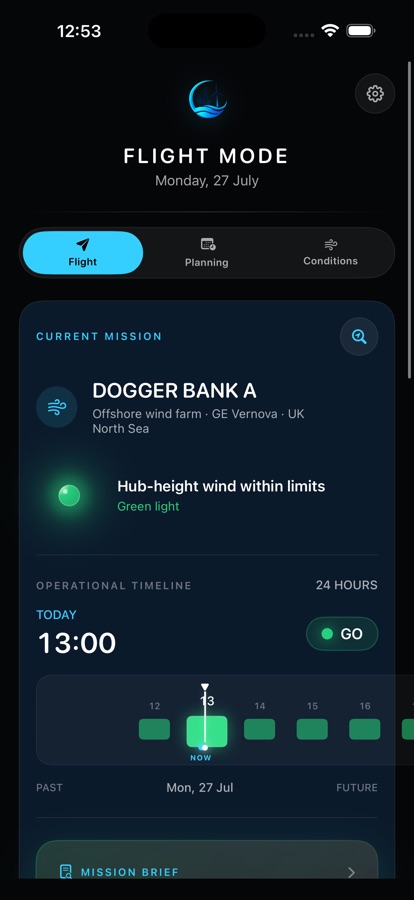 12:53
FLIGHT MODE
Monday, 27 July
Flight
Planning
Conditions
CURRENT MISSION
DOGGER BANK A
Offshore wind farm · GE Vernova · UK
North Sea
Hub-height wind within limits
Green light
OPERATIONAL TIMELINE
24 HOURS
TODAY
13:00
GO
12
13
14
15
16
NOW
PAST
Mon, 27 Jul
FUTURE
MISSION BRIEF